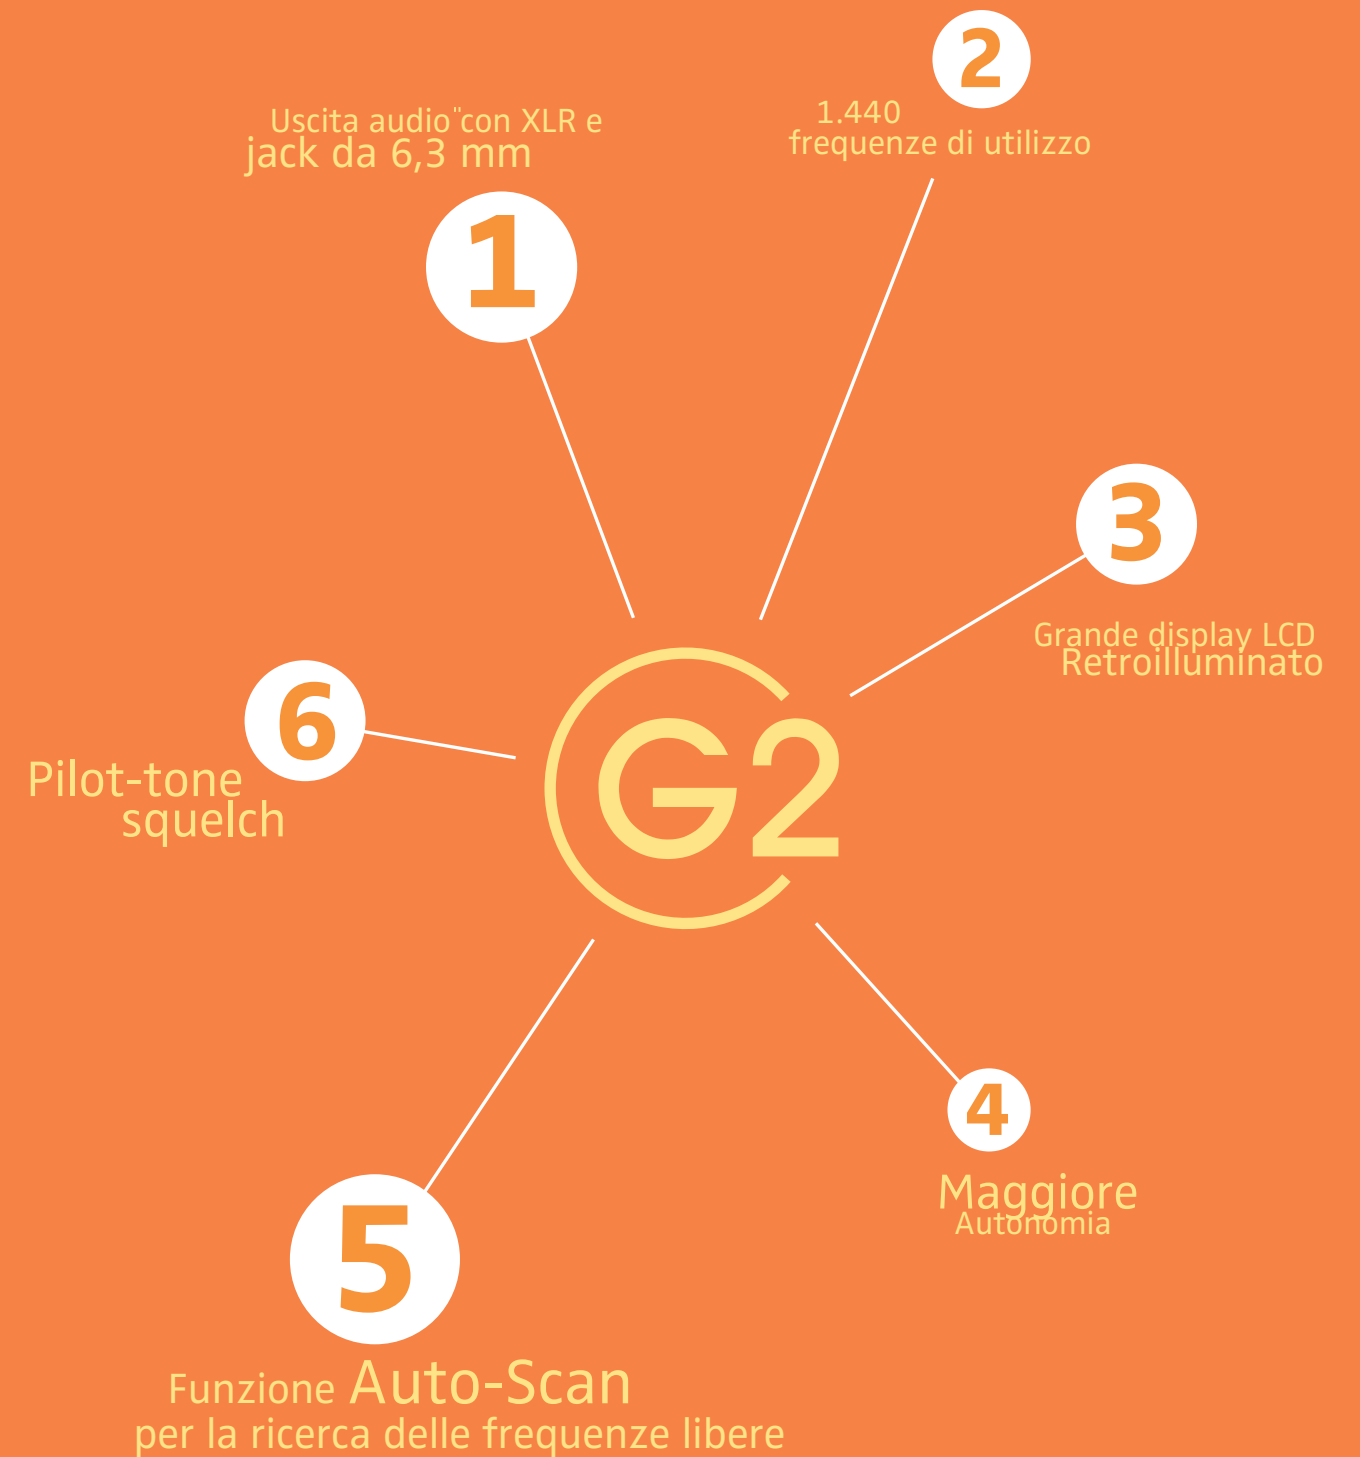 1
Uscita audio"con XLR e
jack da 6,3 mm
2
1.440
frequenze di utilizzo
3
Grande display LCD
Retroilluminato
G2
6
Pilot-tone
squelch
4
Maggiore
Autonomia
5
Funzione Auto-Scan
per la ricerca delle frequenze libere